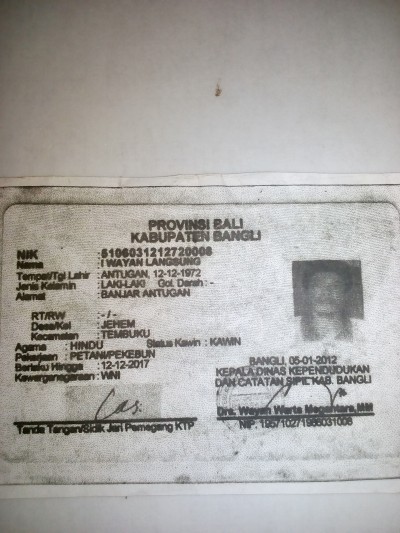 PROVINSI BALI
KABUPATEN BANGLI
NIK : 5106031212720008
Nama : I WAYAN LANGSUNG
Tempat/Tgl Lahir : ANTUGAN, 12-12-1972
Jenis Kelamin : LAKI-LAKI Gol. Darah : -
Alamat : BANJAR ANTUGAN
RT/RW : - / -
Desa/Kel : JEHEM
Kecamatan : TEMBUKU
Agama : HINDU Status Kawin : KAWIN
Pekerjaan : PETANI/PEKEBUN
Berlaku Hingga : 12-12-2017
Kewarganegaraan : WNI
BANGLI, 05-01-2012
KEPALA DINAS KEPENDUDUKAN
DAN CATATAN SIPIL KAB. BANGLI
Drs. Wayan Warta Negantara,MM
NIP. 195710271986031008
Tanda Tangan/Sidik Jari Pemegang KTP